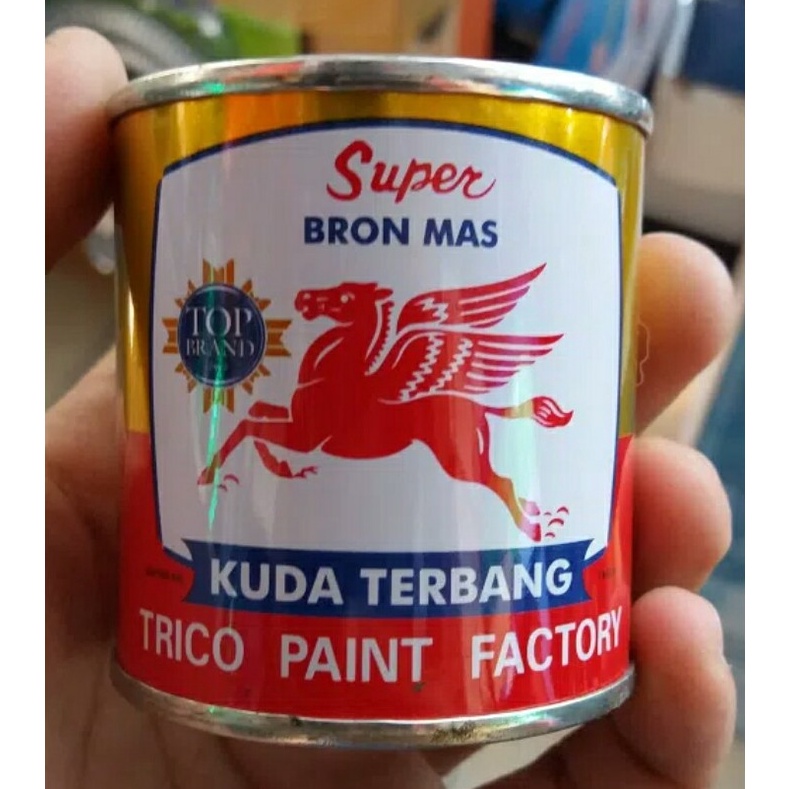 Super
BRON MAS
TOP
BRAND
KUDA TERBANG
TRICO PAINT FACTORY